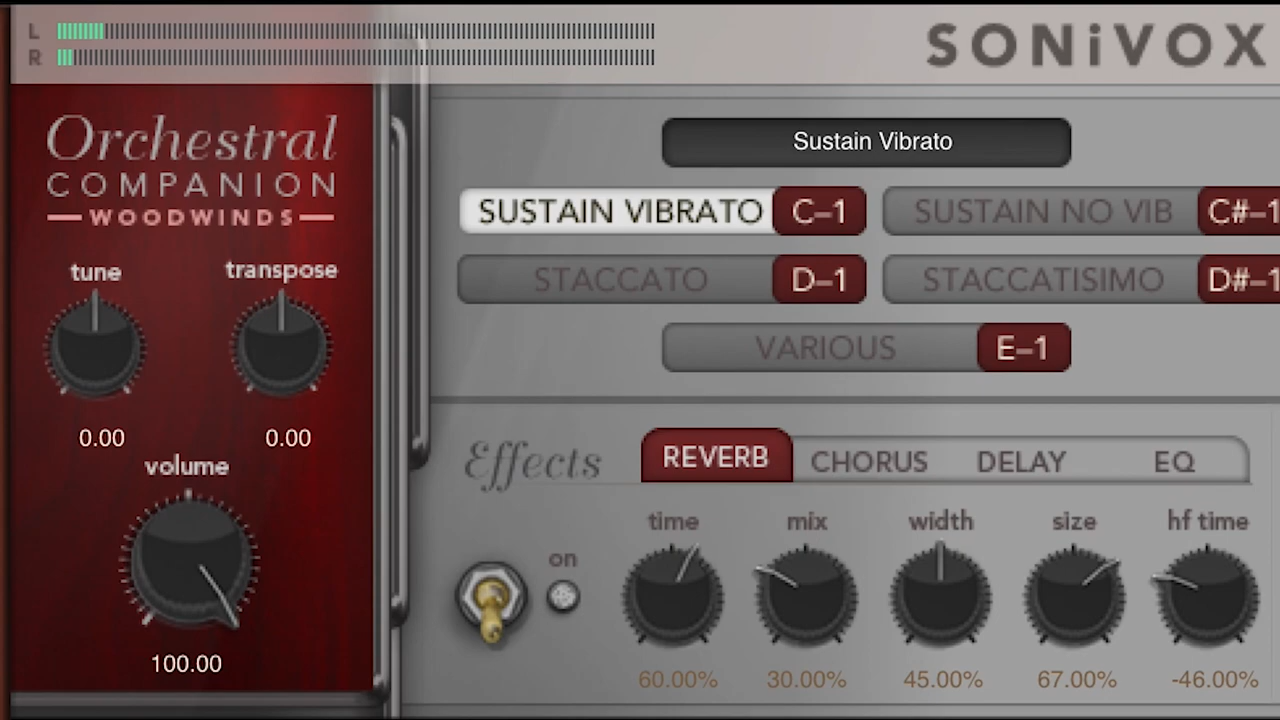 L
R
SONiVOX
Orchestral
COMPANION
WOODWINDS
tune
transpose
0.00
0.00
volume
100.00
Sustain Vibrato
SUSTAIN VIBRATO C–1
SUSTAIN NO VIB C#–1
STACCATO D–1
STACCATISIMO D#–1
VARIOUS E–1
Effects
REVERB CHORUS DELAY EQ
on
time mix width size hf time
60.00% 30.00% 45.00% 67.00% -46.00%